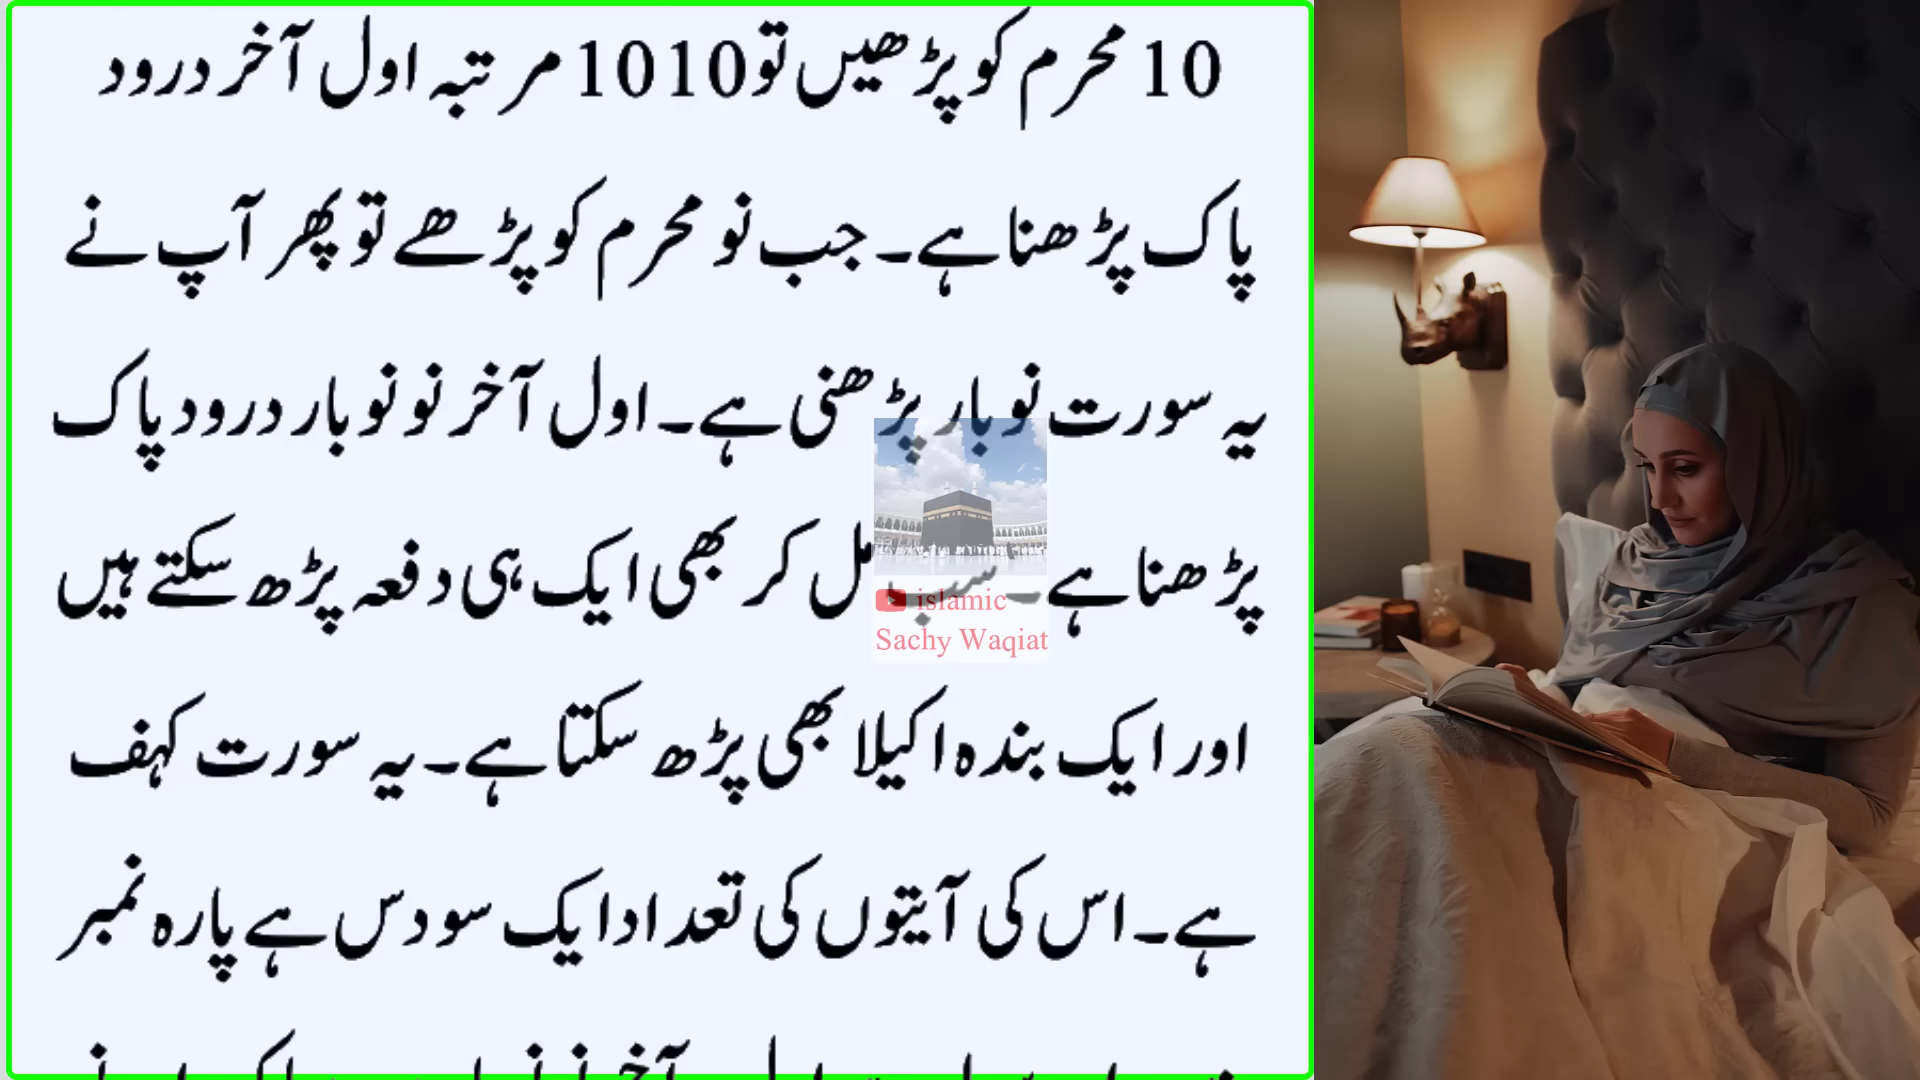 10 محرم کو پڑھیں تو 1010 مرتبہ اول آخر درود
پاک پڑھنا ہے۔ جب نو محرم کو پڑھے تو پھر آپ نے
یہ سورت نو بار پڑھنی ہے۔ اول آخر نو نو بار درود پاک
پڑھنا ہے۔ سب مل کر بھی ایک ہی دفعہ پڑھ سکتے ہیں
اور ایک بندہ اکیلا بھی پڑھ سکتا ہے۔ یہ سورت کہف
ہے۔ اس کی آیتوں کی تعداد ایک سو دس ہے پارہ نمبر
islamic
Sachy Waqiat